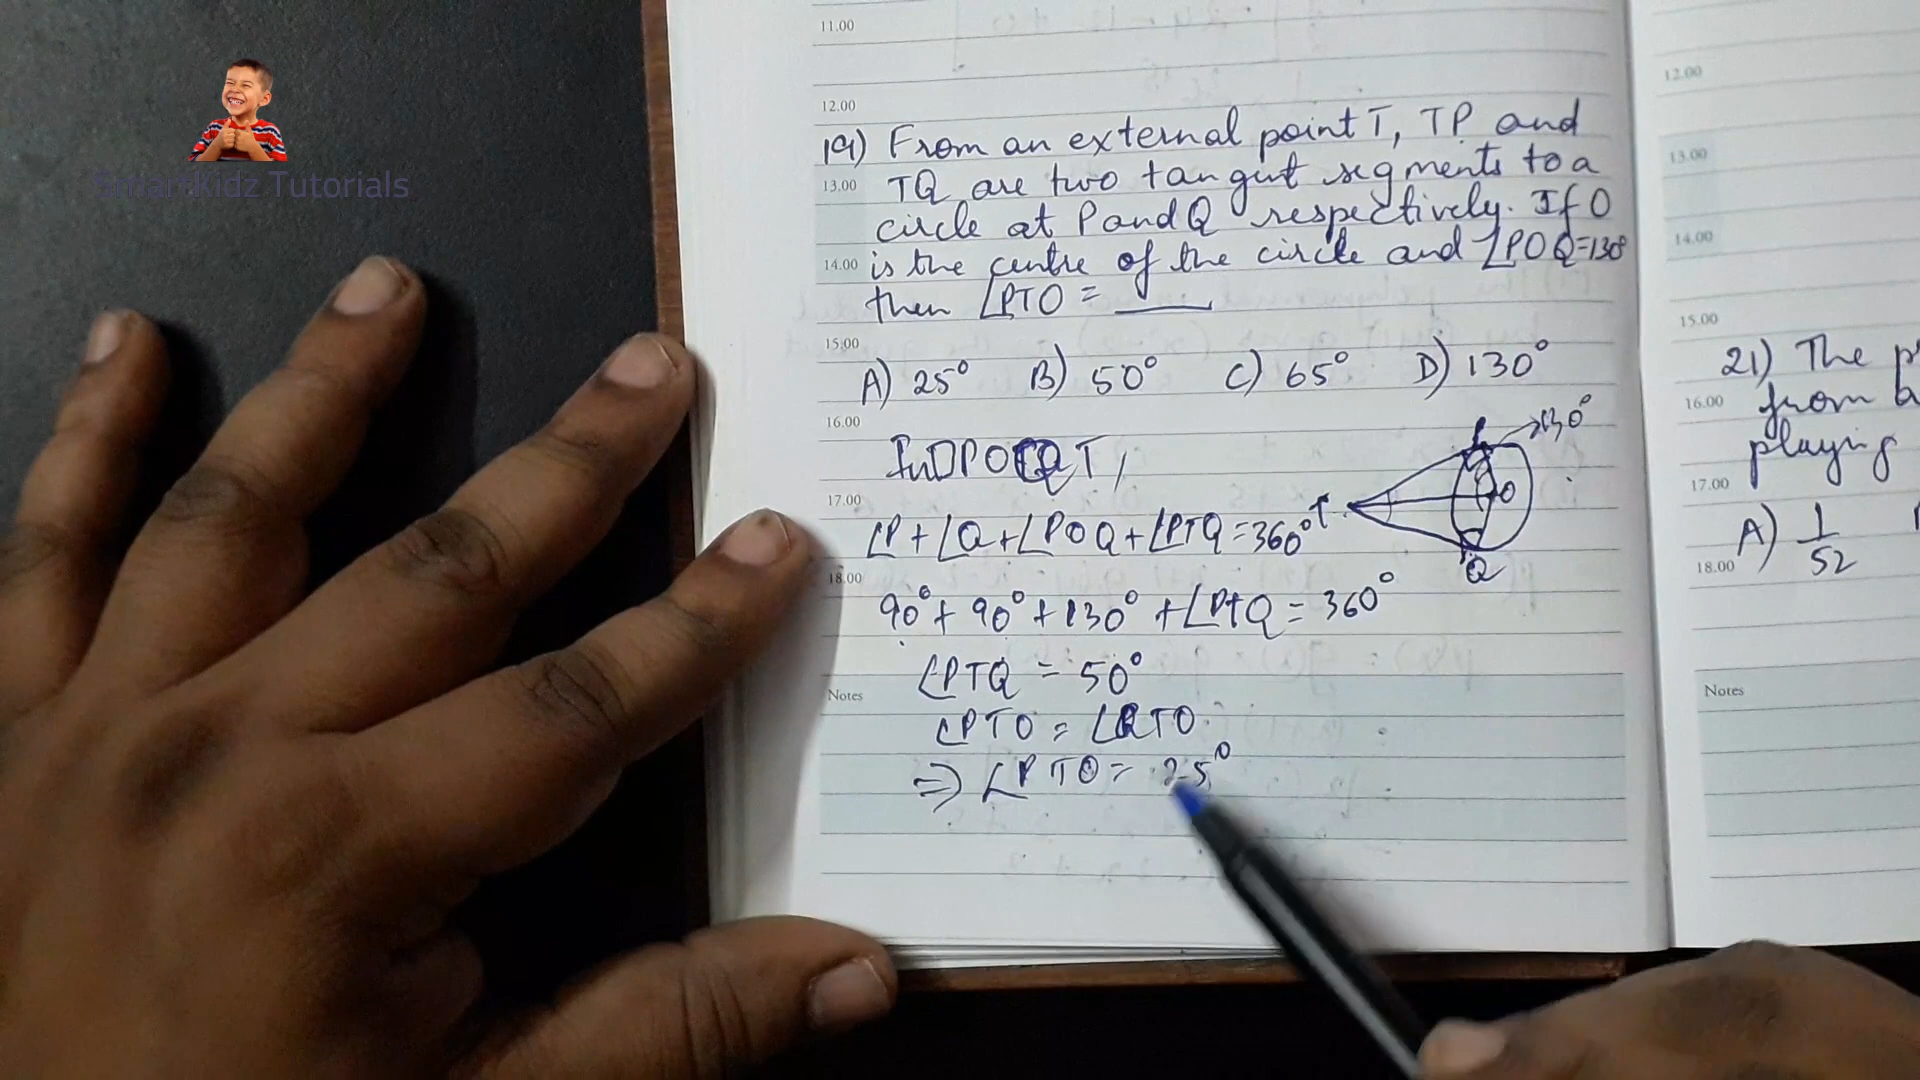 SmartKidz Tutorials
11.00
12.00
19) From an external point T, TP and
13.00 TQ are two tangent segments to a
circle at P and Q respectively. If O
14.00 is the centre of the circle and ∠POQ=130°
then ∠PTO = ____
15.00
A) 25° B) 50° C) 65° D) 130°
16.00
130°
17.00
T O
∠P + ∠Q + ∠POQ + ∠PTQ = 360°
Q
18.00
90° + 90° + 130° + ∠PTQ = 360°
∠PTQ = 50°
Notes
∠PTO = ∠QTO
⇒ ∠PTO = 25°
12.00
13.00
14.00
15.00
21) The
16.00 from
playing
17.00
A) 1/52
18.00
Notes